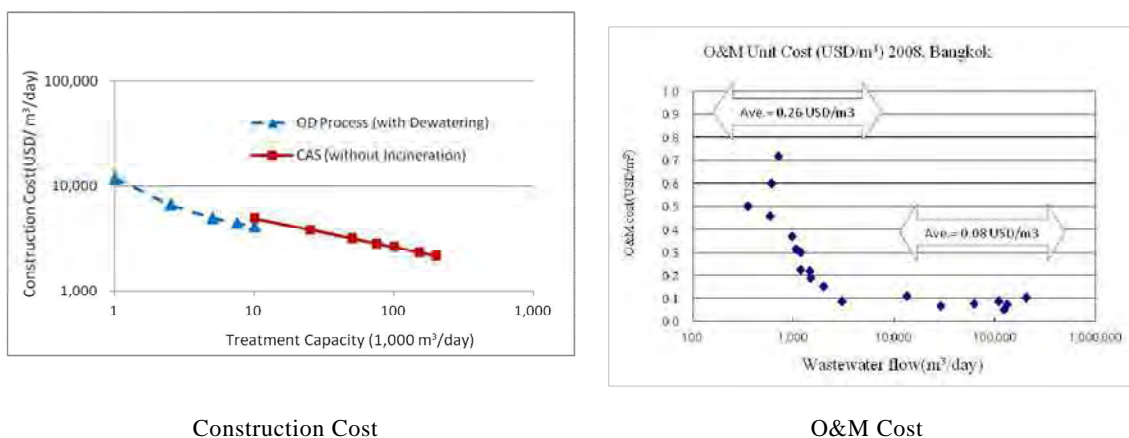 100,000
10,000
1,000
1
10
100
1,000
Construction Cost(USD/ m³/day)
OD Process (with Dewatering)
CAS (without Incineration)
Treatment Capacity (1,000 m³/day)
O&M Unit Cost (USD/m³) 2008. Bangkok
Ave.= 0.26 USD/m3
Ave.= 0.08 USD/m3
1.0
0.9
0.8
0.7
0.6
0.5
0.4
0.3
0.2
0.1
0.0
O&M cost(USD/m³)
100
1,000
10,000
100,000
1,000,000
Wastewater flow(m³/day)
Construction Cost
O&M Cost